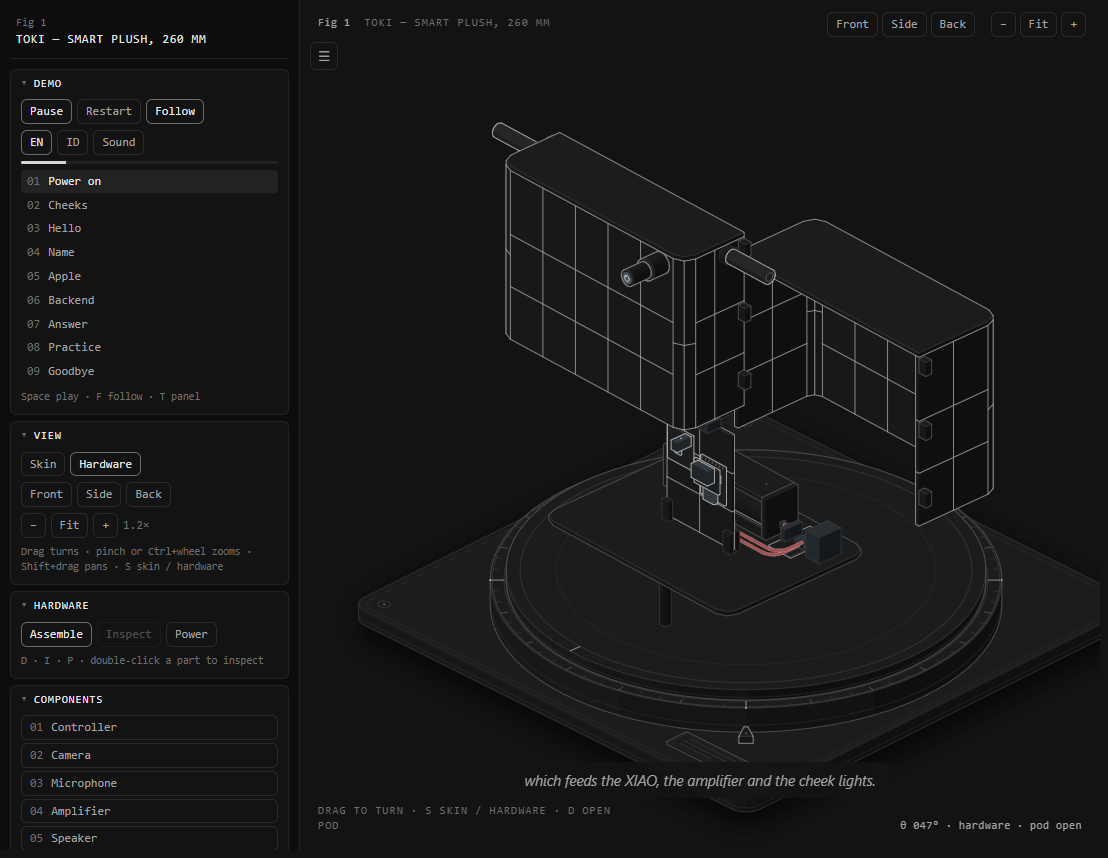 Fig 1
TOKI — SMART PLUSH, 260 MM
▾ DEMO
Pause Restart Follow
EN ID Sound
01 Power on
02 Cheeks
03 Hello
04 Name
05 Apple
06 Backend
07 Answer
08 Practice
09 Goodbye
Space play · F follow · T panel
▾ VIEW
Skin Hardware
Front Side Back
− Fit + 1.2×
Drag turns · pinch or Ctrl+wheel zooms ·
Shift+drag pans · S skin / hardware
▾ HARDWARE
Assemble Inspect Power
D · I · P · double-click a part to inspect
▾ COMPONENTS
01 Controller
02 Camera
03 Microphone
04 Amplifier
05 Speaker
Fig 1 TOKI — SMART PLUSH, 260 MM
Front Side Back − Fit +
☰
which feeds the XIAO, the amplifier and the cheek lights.
DRAG TO TURN · S SKIN / HARDWARE · D OPEN
POD
θ 047° · hardware · pod open